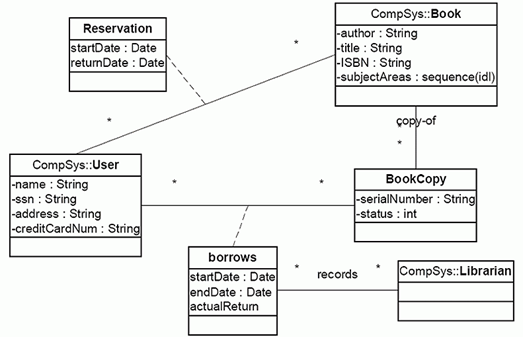 Reservation
startDate : Date
returnDate : Date
CompSys::Book
-author : String
-title : String
-ISBN : String
-subjectAreas : sequence(idl)
*
*
copy-of
*
*
CompSys::User
-name : String
-ssn : String
-address : String
-creditCardNum : String
*
*
BookCopy
-serialNumber : String
-status : int
borrows
startDate : Date
endDate : Date
actualReturn
*
records
*
CompSys::Librarian